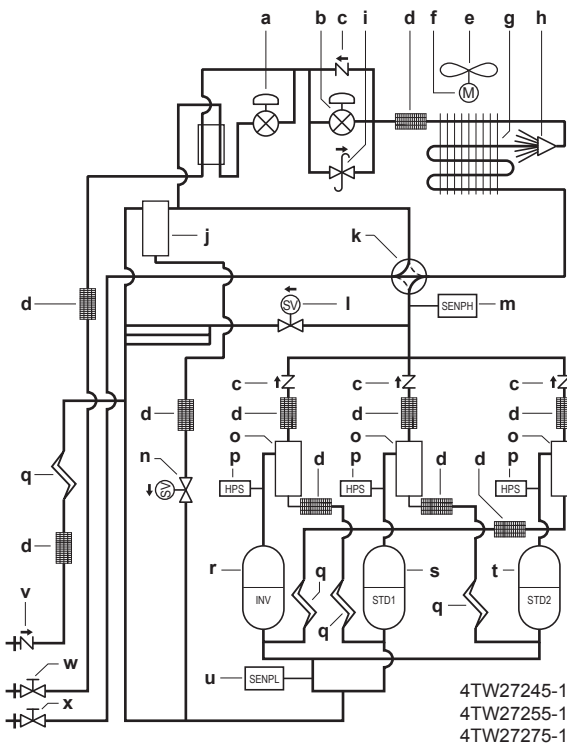 a b c i d f e g h
M
j k
d SV l SENPH m
c c c
d d d d
o o o
n p p p
q SV HPS d HPS d d HPS
d
r q s t
v INV STD1 STD2
q q
w
u SENPL
x
4TW27245-1
4TW27255-1
4TW27275-1